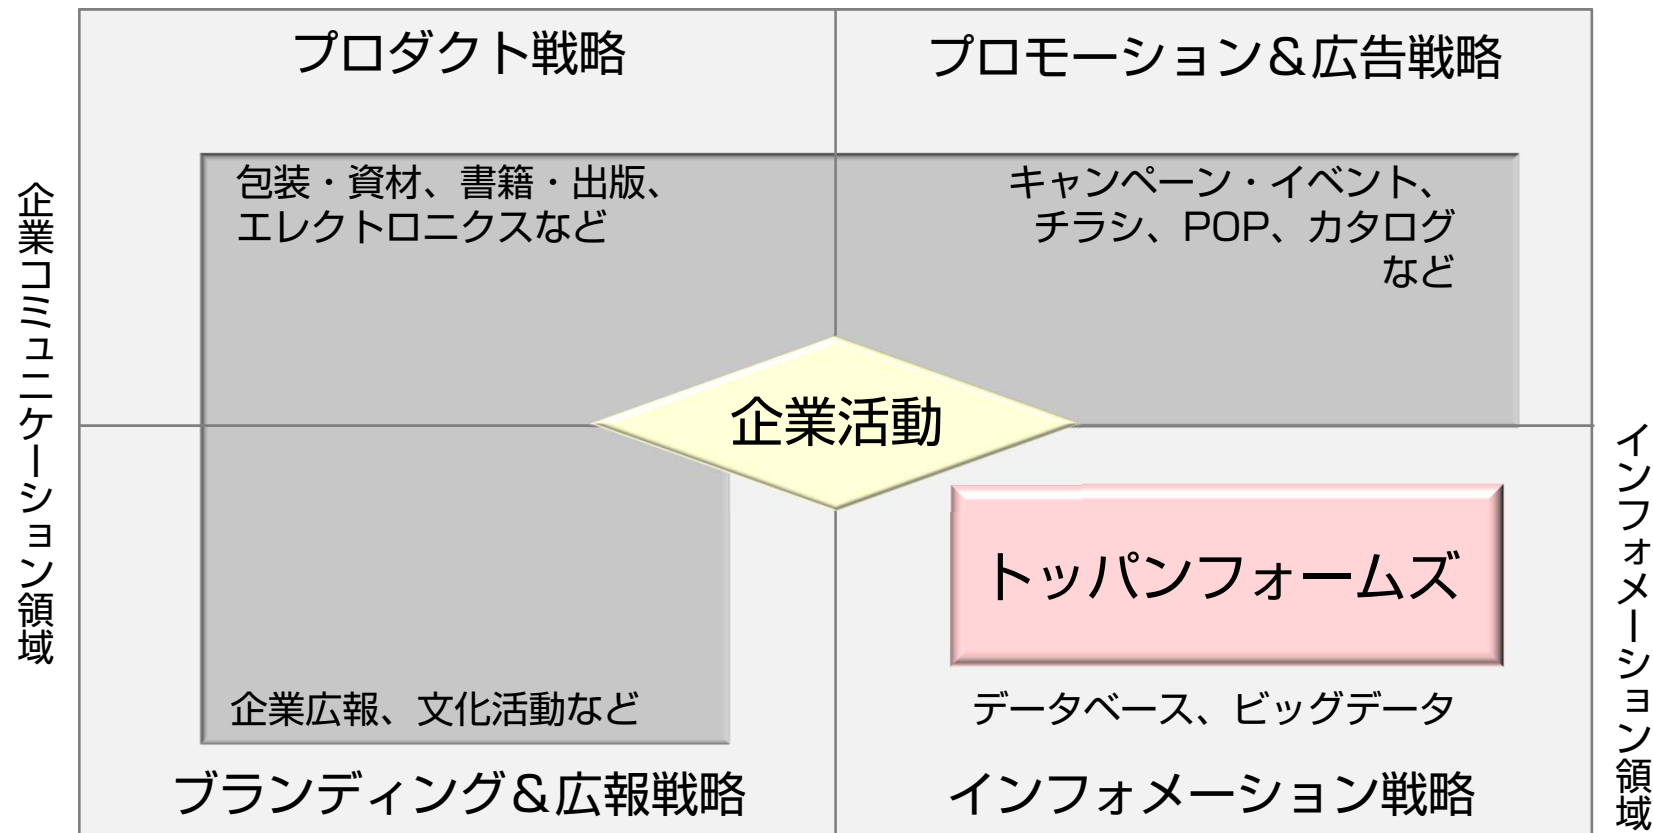 プロダクト戦略
プロモーション&広告戦略
包装・資材、書籍・出版、
エレクトロニクスなど
キャンペーン・イベント、
チラシ、POP、カタログ
など
企業コミュニケーション領域
企業活動
インフォメーション領域
トッパンフォームズ
企業広報、文化活動など
データベース、ビッグデータ
ブランディング&広報戦略
インフォメーション戦略